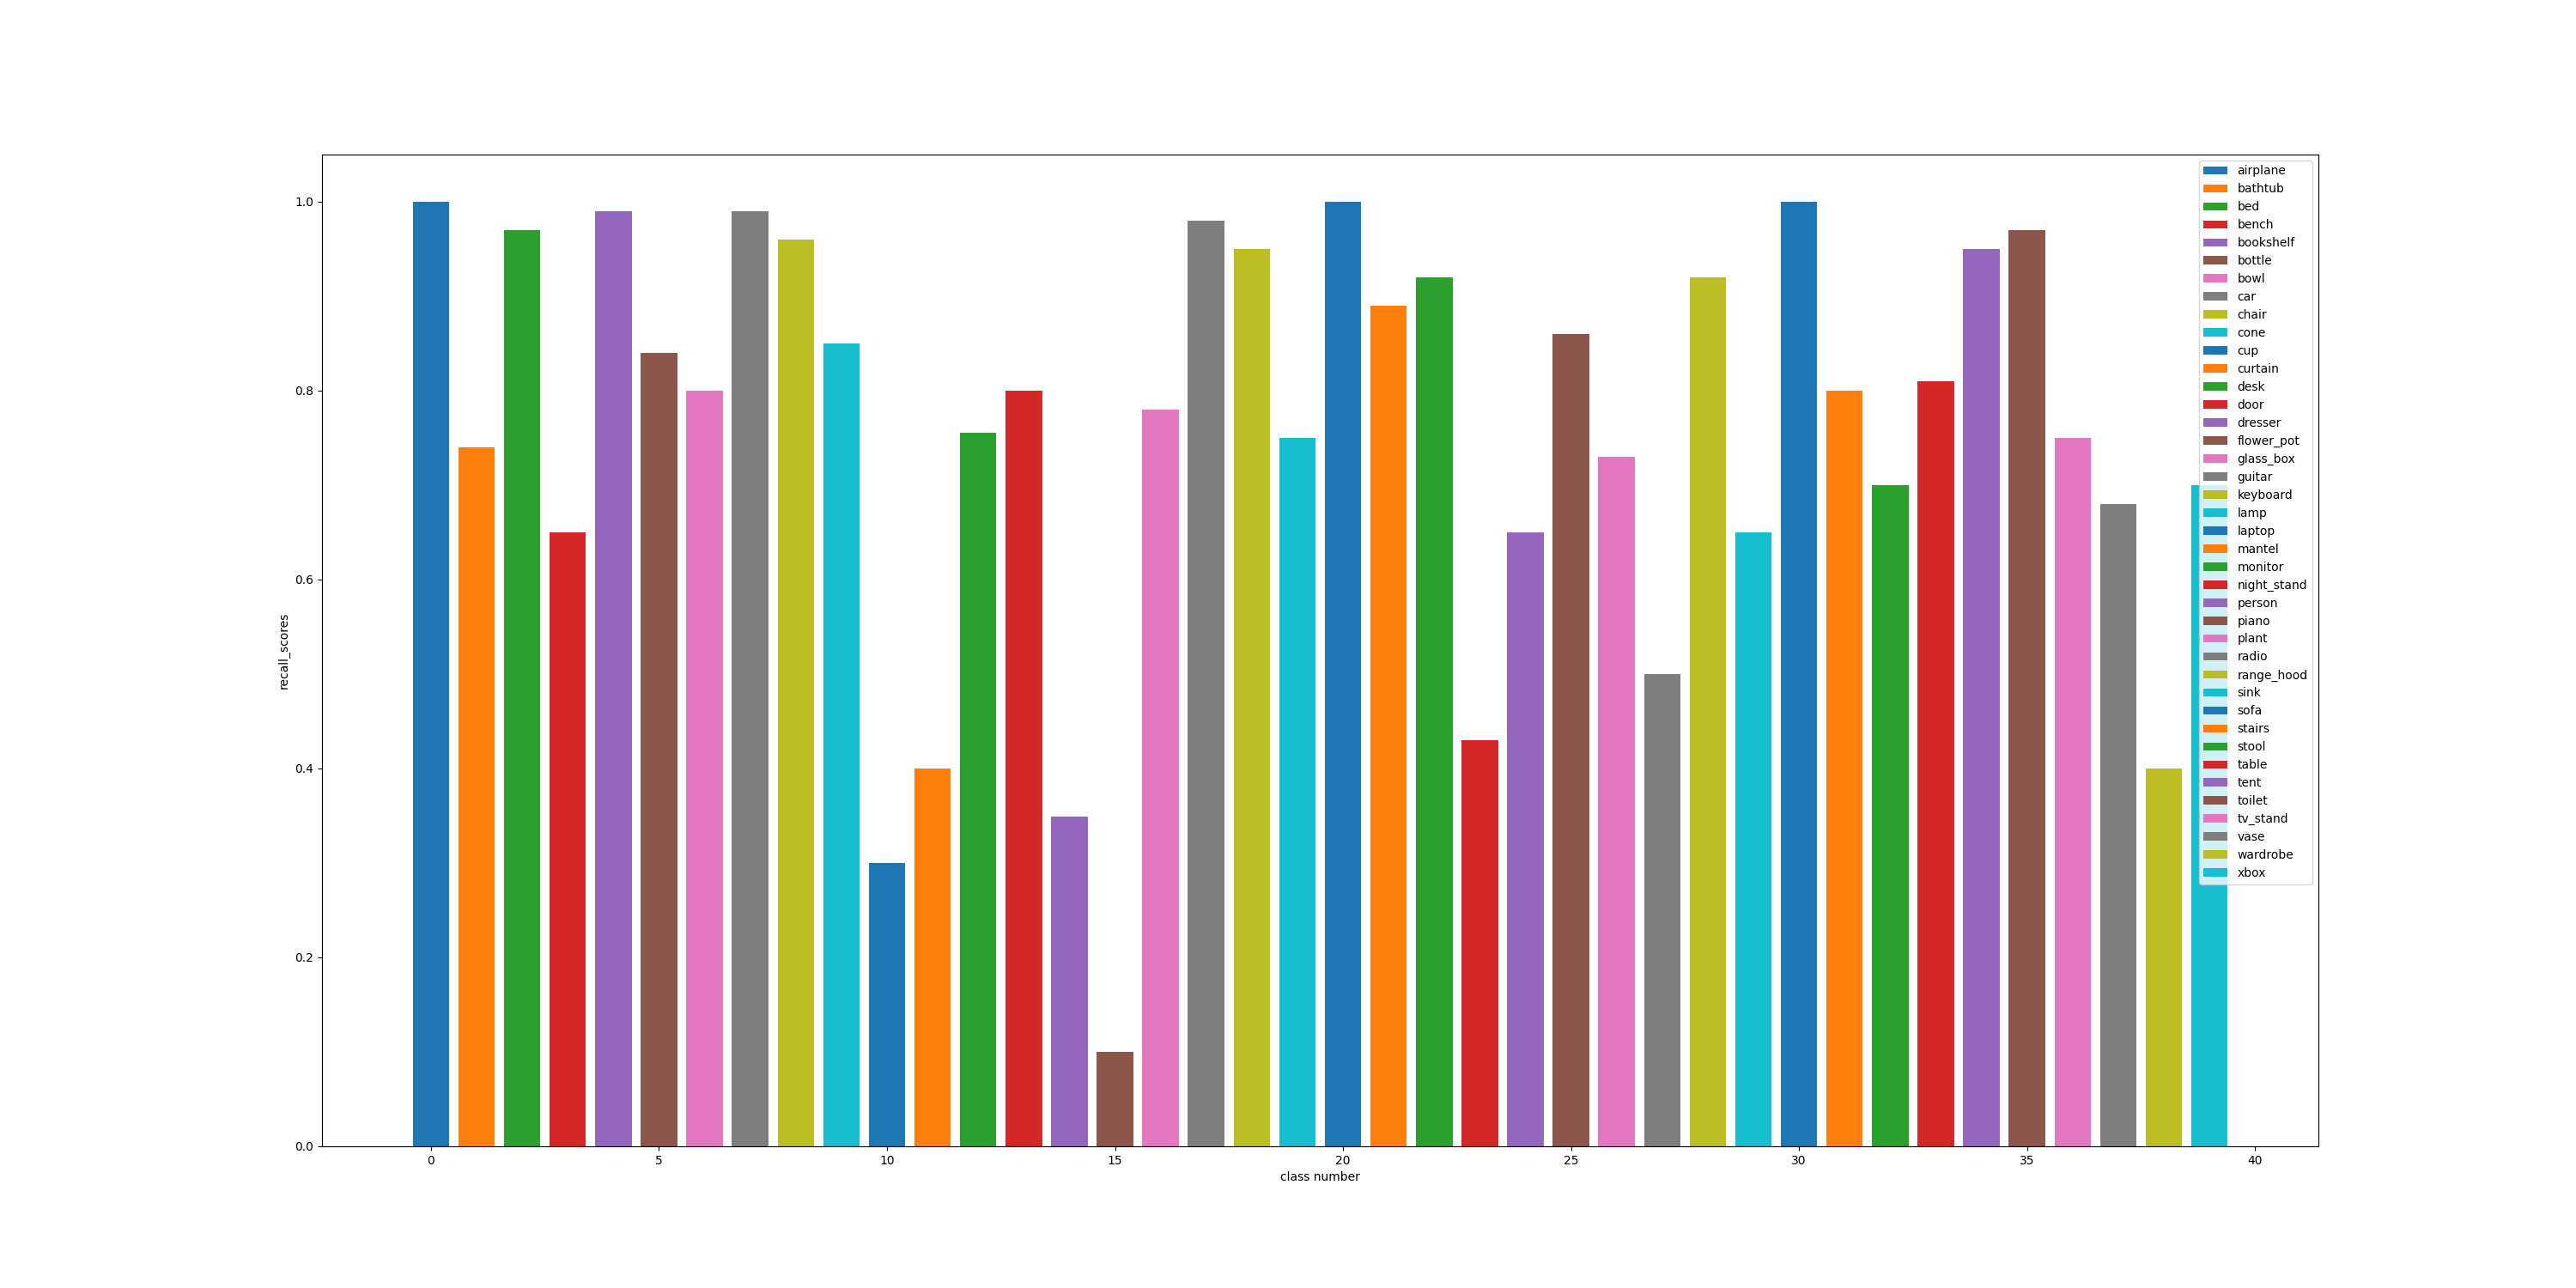 1.0
0.8
0.6
0.4
0.2
0.0
recall_scores
0 5 10 15 20 25 30 35 40
class number
airplane
bathtub
bed
bench
bookshelf
bottle
bowl
car
chair
cone
cup
curtain
desk
door
dresser
flower_pot
glass_box
guitar
keyboard
lamp
laptop
mantel
monitor
night_stand
person
piano
plant
radio
range_hood
sink
sofa
stairs
stool
table
tent
toilet
tv_stand
vase
wardrobe
xbox